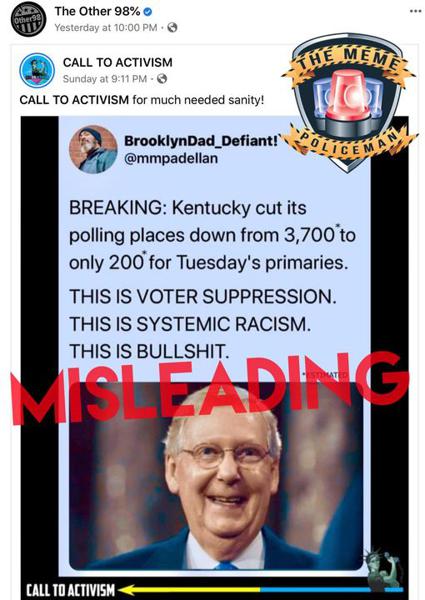 The Other 98%
Yesterday at 10:00 PM ·
Other98
CALL TO ACTIVISM
Sunday at 9:11 PM ·
CALL TO ACTIVISM for much needed sanity!
THE MEME
POLICEMAN
BrooklynDad_Defiant!
@mmpadellan
BREAKING: Kentucky cut its
polling places down from 3,700*to
only 200*for Tuesday's primaries.
THIS IS VOTER SUPPRESSION.
THIS IS SYSTEMIC RACISM.
THIS IS BULLSHIT.
*ESTIMATED
MISLEADING
CALL TO ACTIVISM